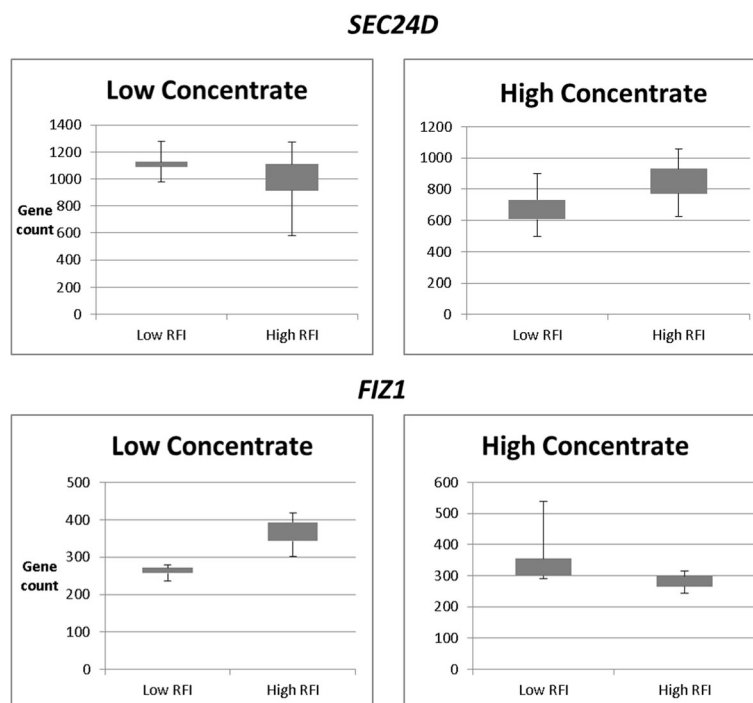 SEC24D
Low Concentrate
1400
1200
1000
800
600
400
200
0
Gene
count
Low RFI High RFI
High Concentrate
1200
1000
800
600
400
200
0
Low RFI High RFI
FIZ1
Low Concentrate
500
400
300
200
100
0
Gene
count
Low RFI High RFI
High Concentrate
600
500
400
300
200
100
0
Low RFI High RFI